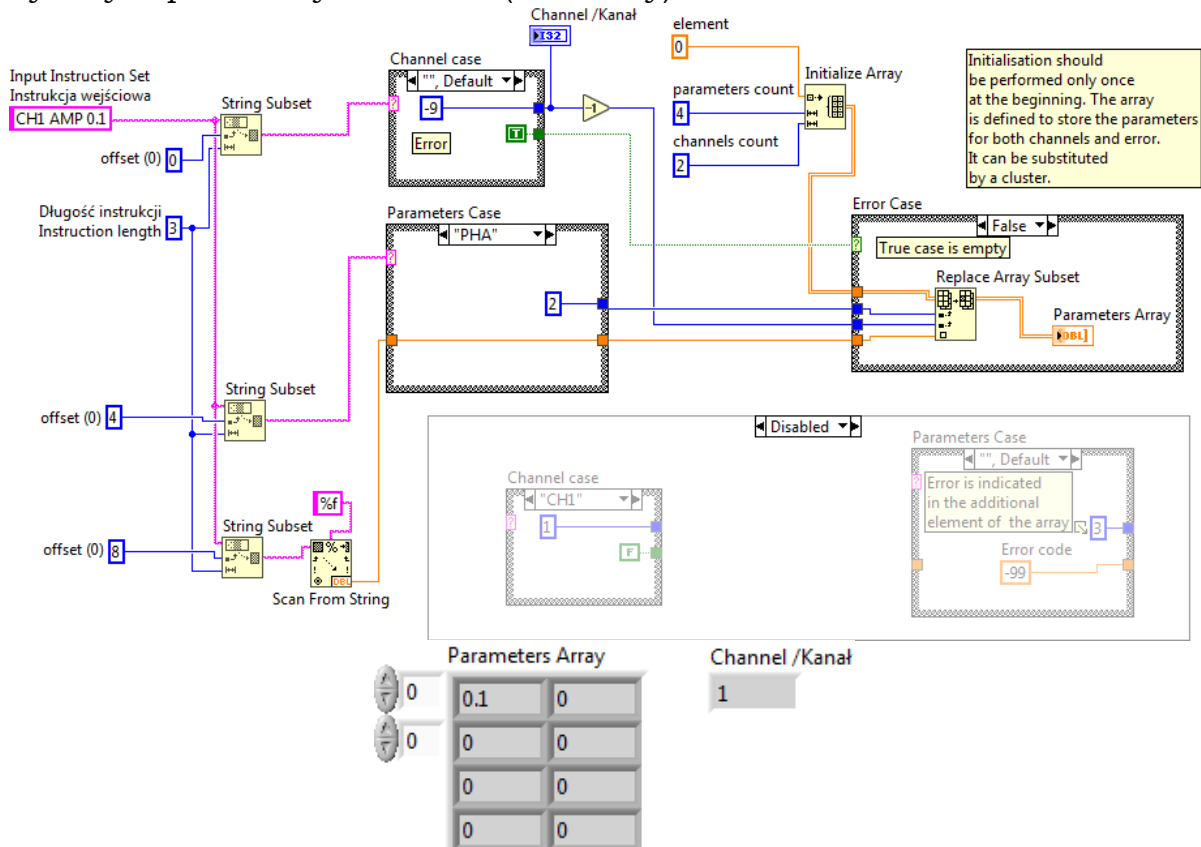 Channel /Kanał
I32
element
0
Channel case
"", Default
-9
Error
T
-1
Input Instruction Set
Instrukcja wejściowa
CH1 AMP 0.1
String Subset
offset (0) 0
Długość instrukcji
Instruction length 3
parameters count
4
channels count
2
Initialize Array
Initialisation should
be performed only once
at the beginning. The array
is defined to store the parameters
for both channels and error.
It can be substituted
by a cluster.
Parameters Case
"PHA"
2
Error Case
False
True case is empty
Replace Array Subset
Parameters Array
DBL]
String Subset
offset (0) 4
String Subset
offset (0) 8
%f
DBL
Scan From String
Disabled
Channel case
"CH1"
1
F
Parameters Case
"", Default
Error is indicated
in the additional
element of the array
3
Error code
-99
Parameters Array
0
0
0.1 0
0 0
0 0
0 0
Channel /Kanał
1